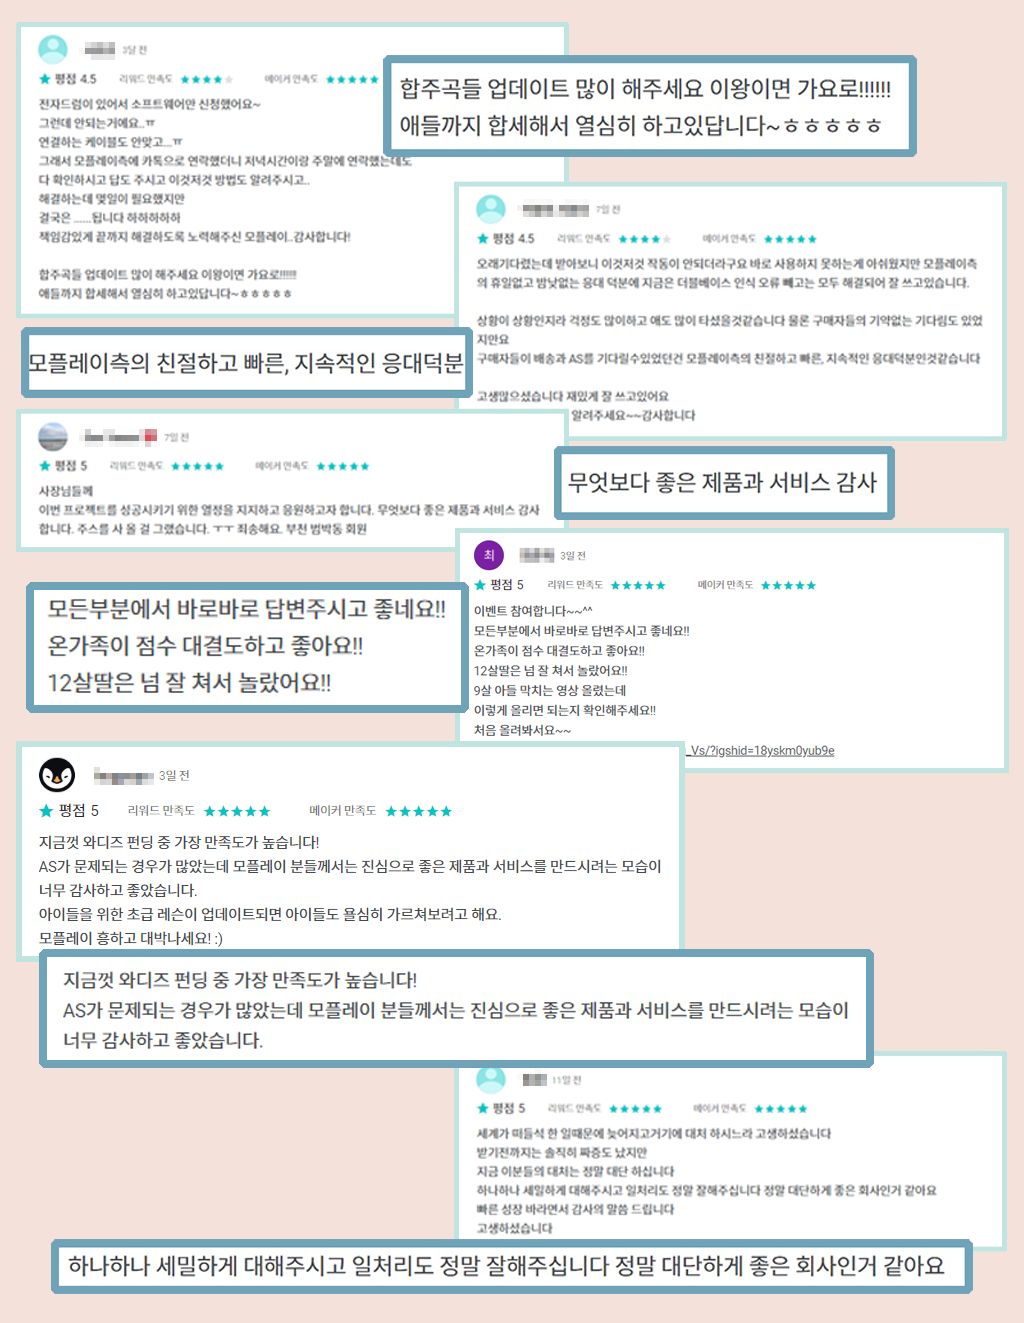 3달 전
평점 4.5 리워드 만족도 메이커 만족도
전자드럼이 있어서 소프트웨어만 신청했어요~
그런데 안되는거에요..ㅠ
연결하는 케이블도 안맞고...ㅠ
그래서 모플레이측에 카톡으로 연락했더니 저녁시간이랑 주말에 연락했는데도
다 확인하시고 답도 주시고 이것저것 방법도 알려주시고..
해결하는데 몇일이 필요했지만
결국은 ......됩니다 하하하하하
책임감있게 끝까지 해결하도록 노력해주신 모플레이..감사합니다!
합주곡들 업데이트 많이 해주세요 이왕이면 가요로!!!!!!
애들까지 합세해서 열심히 하고있답니다~ㅎㅎㅎㅎㅎ
합주곡들 업데이트 많이 해주세요 이왕이면 가요로!!!!!!
애들까지 합세해서 열심히 하고있답니다~ㅎㅎㅎㅎㅎ
7일 전
평점 4.5 리워드 만족도 메이커 만족도
오래기다렸는데 받아보니 이것저것 작동이 안되더라구요 바로 사용하지 못하는게 아쉬웠지만 모플레이측
의 휴일없고 밤낮없는 응대 덕분에 지금은 더블베이스 인식 오류 빼고는 모두 해결되어 잘 쓰고있습니다.
상황이 상황인지라 걱정도 많이하고 애도 많이 타셨을것같습니다 물론 구매자들의 기약없는 기다림도 있었
지만요
구매자들이 배송과 AS를 기다릴수있었던건 모플레이측의 친절하고 빠른, 지속적인 응대덕분인것같습니다
고생많으셨습니다 재밌게 잘 쓰고있어요
알려주세요~~감사합니다
모플레이측의 친절하고 빠른, 지속적인 응대덕분
7일 전
평점 5 리워드 만족도 메이커 만족도
사장님들께
이번 프로젝트를 성공시키기 위한 열정을 지지하고 응원하고자 합니다. 무엇보다 좋은 제품과 서비스 감사
합니다. 주스를 사 올 걸 그랬습니다. ㅜㅜ 죄송해요. 부천 범박동 회원
무엇보다 좋은 제품과 서비스 감사
최 3일 전
평점 5 리워드 만족도 메이커 만족도
이벤트 참여합니다~~^^
모든부분에서 바로바로 답변주시고 좋네요!!
온가족이 점수 대결도하고 좋아요!!
12살딸은 넘 잘 쳐서 놀랐어요!!
9살 아들 막치는 영상 올렸는데
이렇게 올리면 되는지 확인해주세요!!
처음 올려봐서요~~
_Vs/?igshid=18yskm0yub9e
모든부분에서 바로바로 답변주시고 좋네요!!
온가족이 점수 대결도하고 좋아요!!
12살딸은 넘 잘 쳐서 놀랐어요!!
3일 전
평점 5 리워드 만족도 메이커 만족도
지금껏 와디즈 펀딩 중 가장 만족도가 높습니다!
AS가 문제되는 경우가 많았는데 모플레이 분들께서는 진심으로 좋은 제품과 서비스를 만드시려는 모습이
너무 감사하고 좋았습니다.
아이들을 위한 초급 레슨이 업데이트되면 아이들도 욜심히 가르쳐보려고 해요.
모플레이 흥하고 대박나세요! :)
지금껏 와디즈 펀딩 중 가장 만족도가 높습니다!
AS가 문제되는 경우가 많았는데 모플레이 분들께서는 진심으로 좋은 제품과 서비스를 만드시려는 모습이
너무 감사하고 좋았습니다.
11일 전
평점 5 리워드 만족도 메이커 만족도
세계가 떠들석 한 일때문에 늦어지고거기에 대처 하시느라 고생하셨습니다
받기전까지는 솔직히 짜증도 났지만
지금 이분들의 대처는 정말 대단 하십니다
하나하나 세밀하게 대해주시고 일처리도 정말 잘해주십니다 정말 대단하게 좋은 회사인거 같아요
빠른 성장 바라면서 감사의 말씀 드립니다
고생하셨습니다
하나하나 세밀하게 대해주시고 일처리도 정말 잘해주십니다 정말 대단하게 좋은 회사인거 같아요